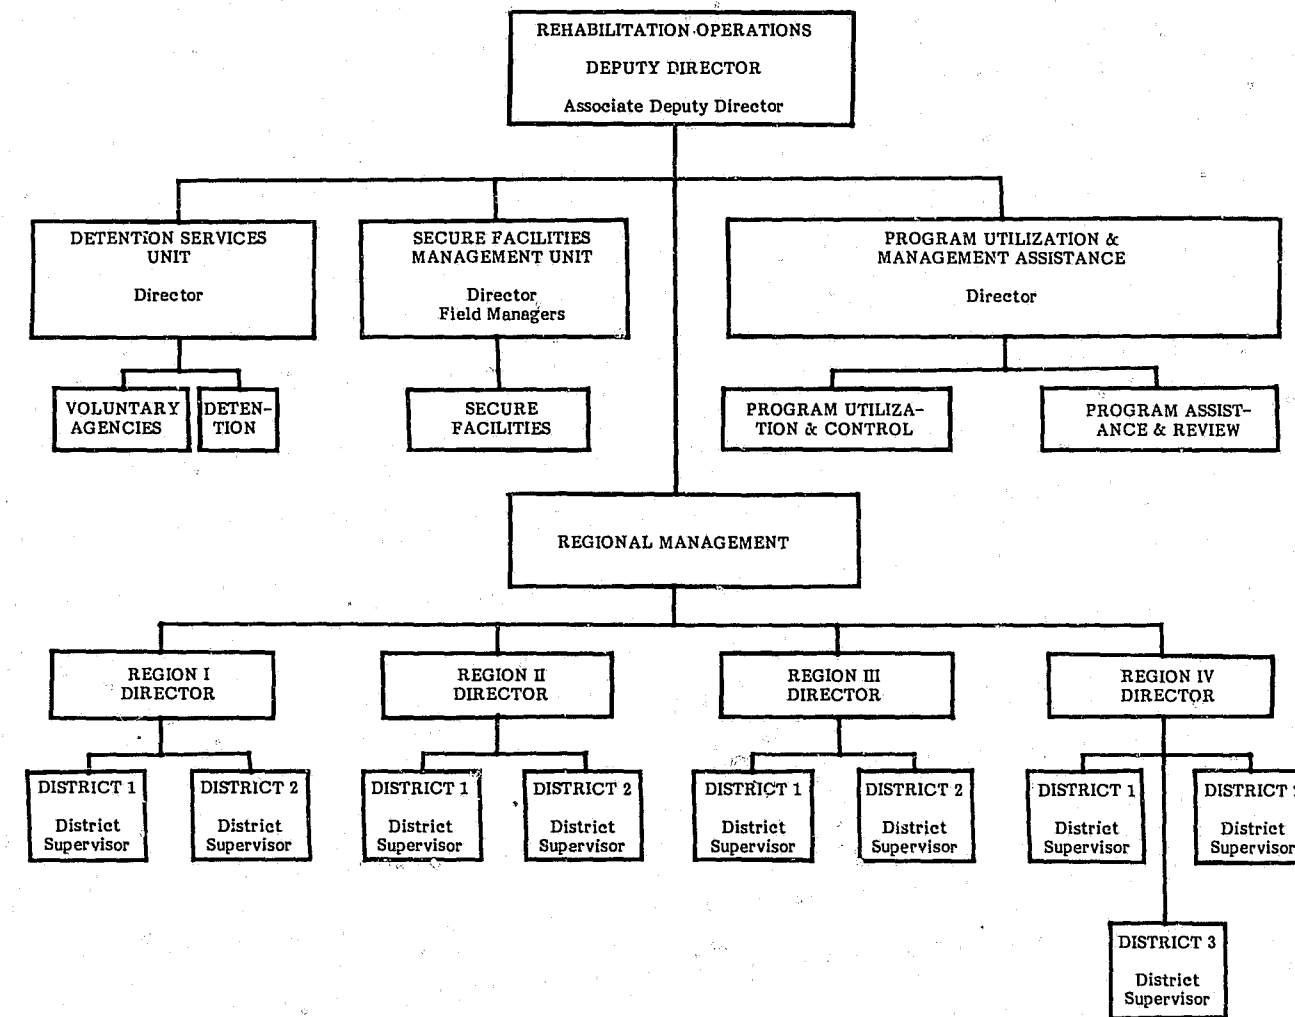 REHABILITATION OPERATIONS
DEPUTY DIRECTOR
Associate Deputy Director
DETENTION SERVICES
UNIT
Director
SECURE FACILITIES
MANAGEMENT UNIT
Director
Field Managers
PROGRAM UTILIZATION &
MANAGEMENT ASSISTANCE
Director
VOLUNTARY
AGENCIES
DETEN-
TION
SECURE
FACILITIES
PROGRAM UTILIZA-
TION & CONTROL
PROGRAM ASSIST-
ANCE & REVIEW
REGIONAL MANAGEMENT
REGION I
DIRECTOR
REGION II
DIRECTOR
REGION III
DIRECTOR
REGION IV
DIRECTOR
DISTRICT 1
District
Supervisor
DISTRICT 2
District
Supervisor
DISTRICT 1
District
Supervisor
DISTRICT 2
District
Supervisor
DISTRICT 1
District
Supervisor
DISTRICT 2
District
Supervisor
DISTRICT 1
District
Supervisor
DISTRICT 2
District
Supervisor
DISTRICT 3
District
Supervisor